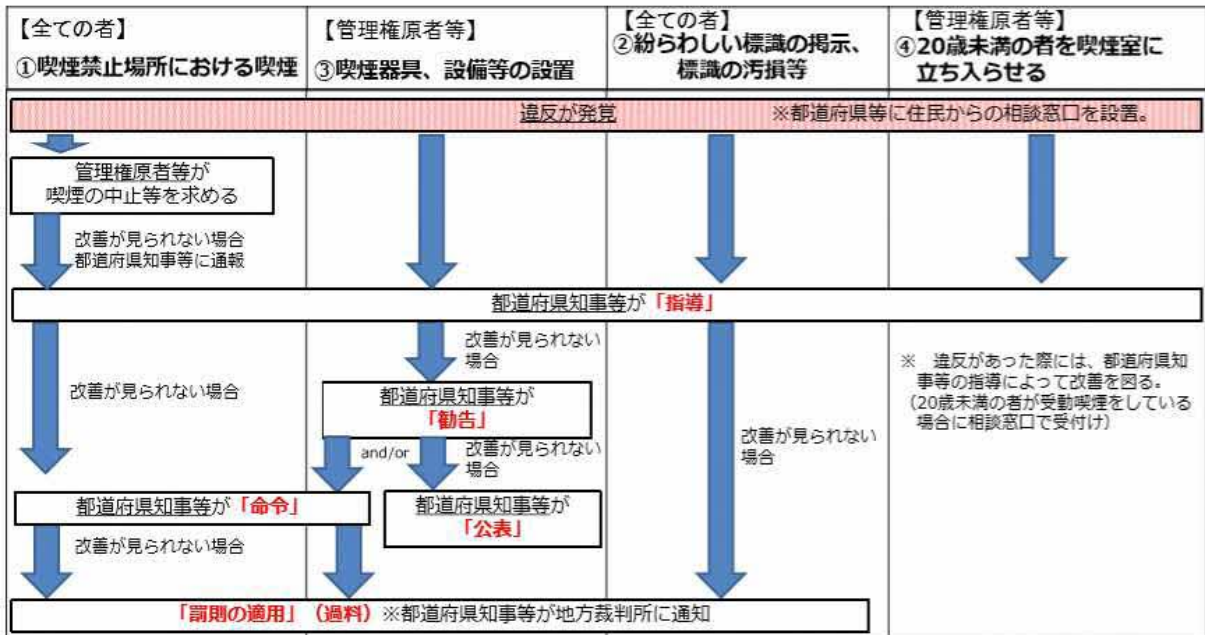 【全ての者】
①喫煙禁止場所における喫煙
【管理権原者等】
③喫煙器具、設備等の設置
【全ての者】
②紛らわしい標識の掲示、
標識の汚損等
【管理権原者等】
④20歳未満の者を喫煙室に
立ち入らせる
違反が発覚
※都道府県等に住民からの相談窓口を設置。
管理権原者等が
喫煙の中止等を求める
改善が見られない場合
都道府県知事等に通報
都道府県知事等が「指導」
改善が見られない場合
改善が見られない
場合
都道府県知事等が
「勧告」
and/or
改善が見られない
場合
都道府県知事等が「命令」
都道府県知事等が
「公表」
改善が見られない場合
改善が見られない
場合
※ 違反があった際には、都道府県知
事等の指導によって改善を図る。
（20歳未満の者が受動喫煙をしている
場合に相談窓口で受付け）
「罰則の適用」（過料）※都道府県知事等が地方裁判所に通知